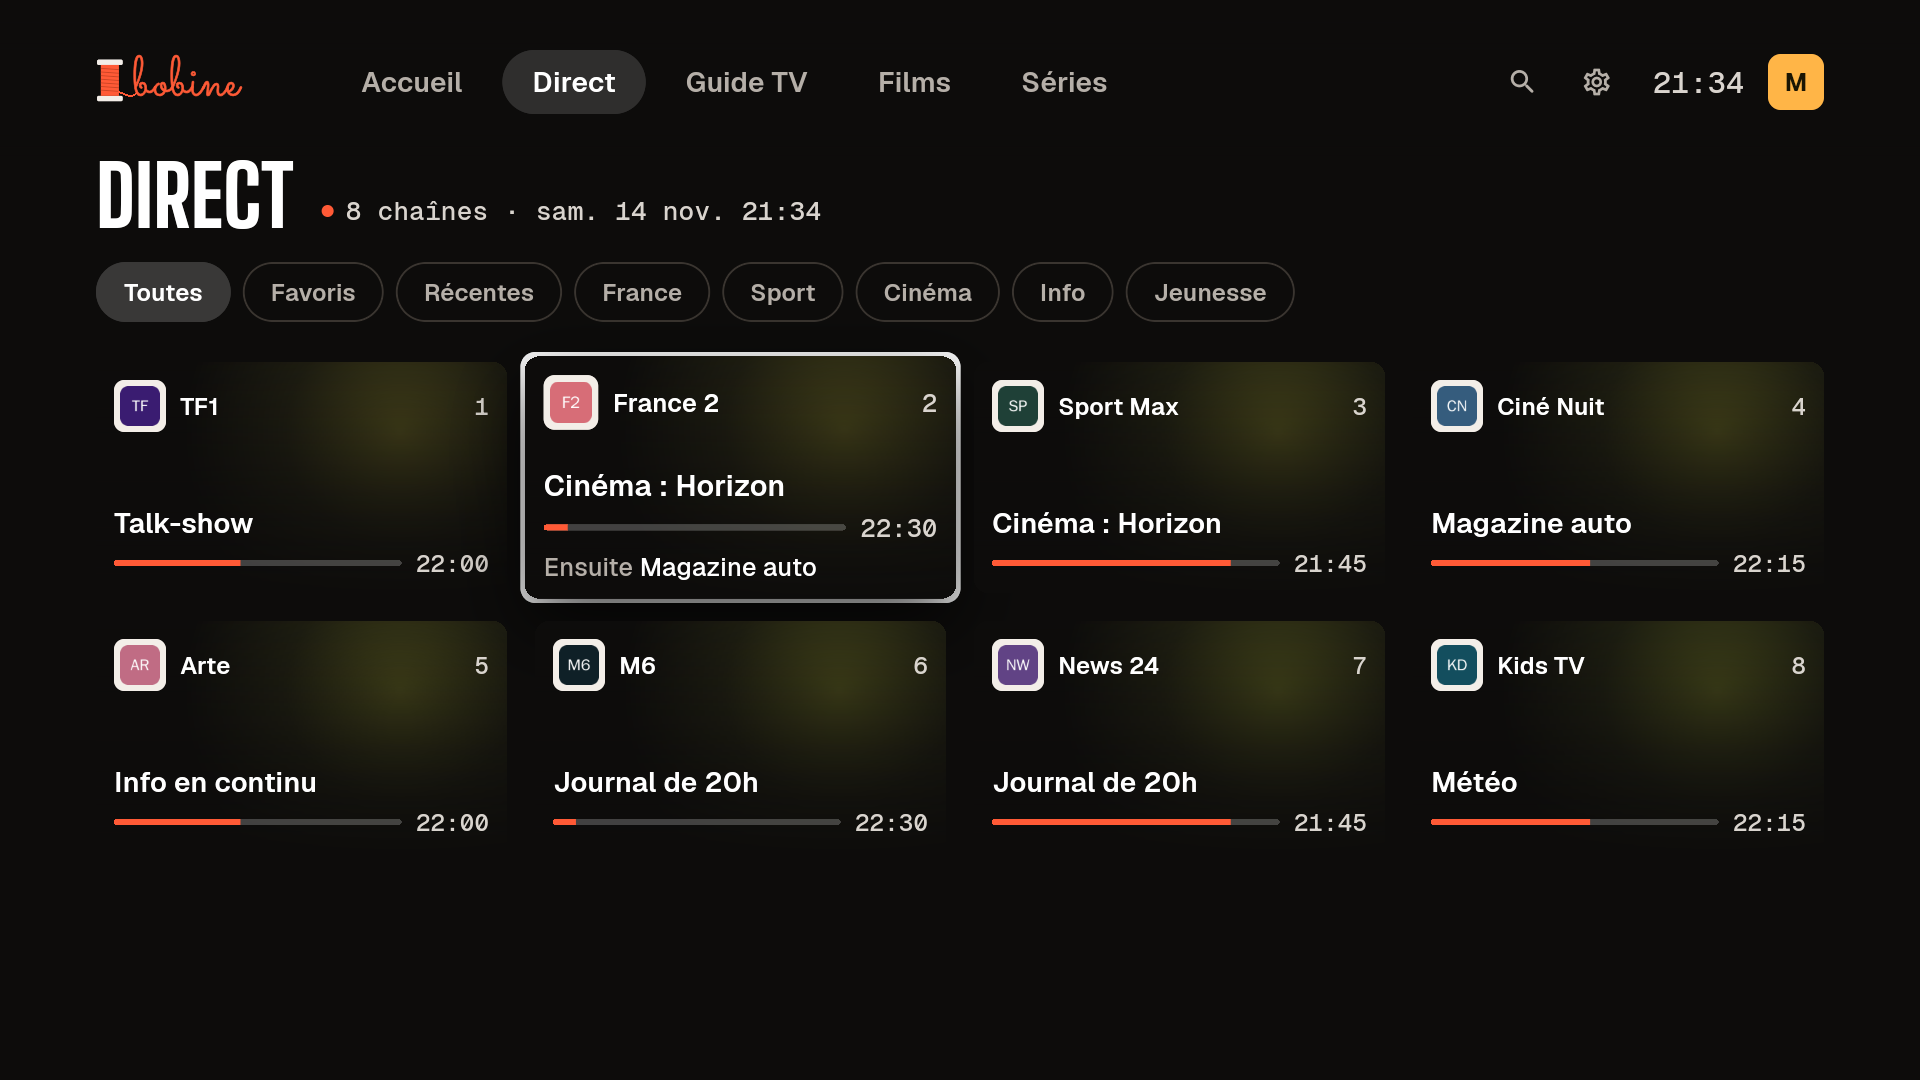 bobine
Accueil Direct Guide TV Films Séries 21:34 M
DIRECT 8 chaînes · sam. 14 nov. 21:34
Toutes Favoris Récentes France Sport Cinéma Info Jeunesse
TF TF1 1
Talk-show
22:00
F2 France 2 2
Cinéma : Horizon
22:30
Ensuite Magazine auto
SP Sport Max 3
Cinéma : Horizon
21:45
CN Ciné Nuit 4
Magazine auto
22:15
AR Arte 5
Info en continu
22:00
M6 M6 6
Journal de 20h
22:30
NW News 24 7
Journal de 20h
21:45
KD Kids TV 8
Météo
22:15